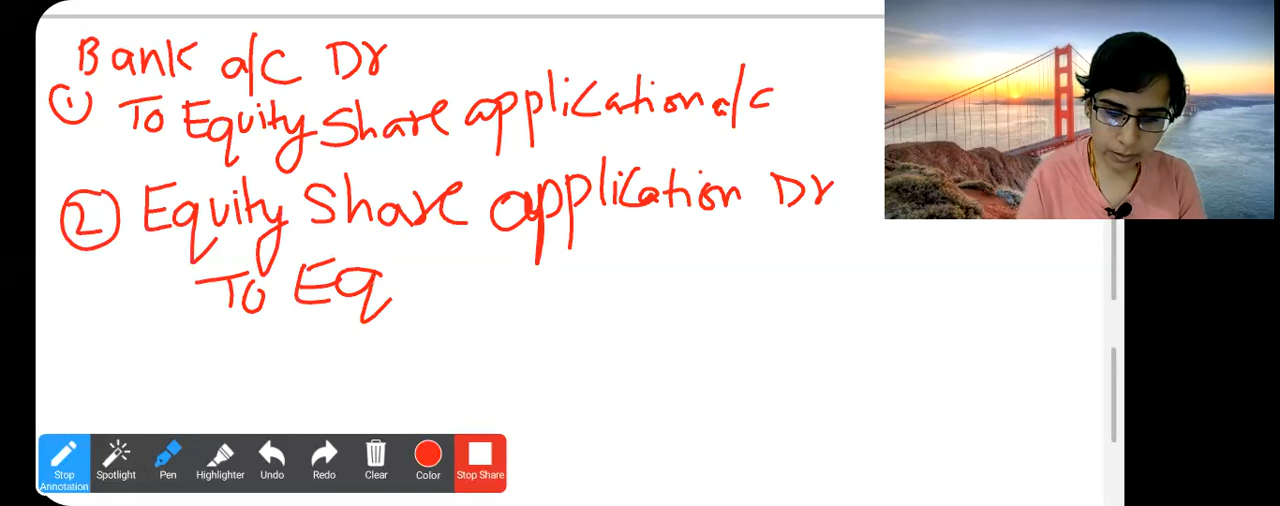 Bank a/c Dr
① To Equity Share application a/c
② Equity Share application Dr
To Eq
Stop Annotation
Spotlight
Pen
Highlighter
Undo
Redo
Clear
Color
Stop Share